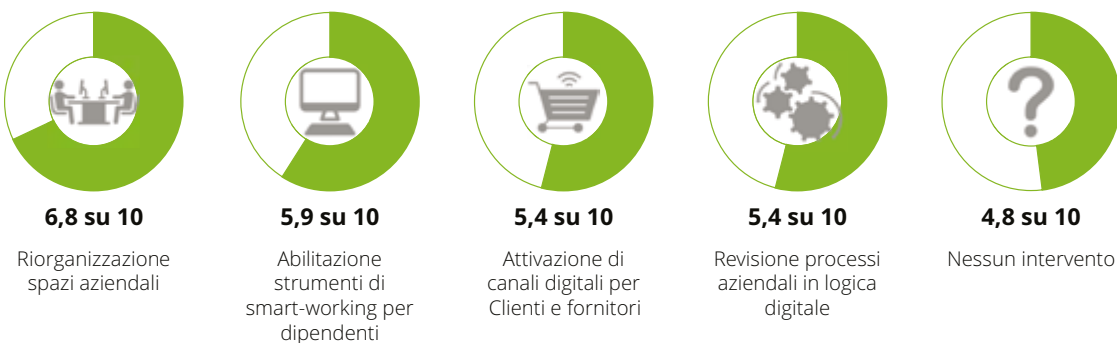 6,8 su 10
Riorganizzazione
spazi aziendali
5,9 su 10
Abilitazione
strumenti di
smart-working per
dipendenti
5,4 su 10
Attivazione di
canali digitali per
Clienti e fornitori
5,4 su 10
Revisione processi
aziendali in logica
digitale
4,8 su 10
Nessun intervento